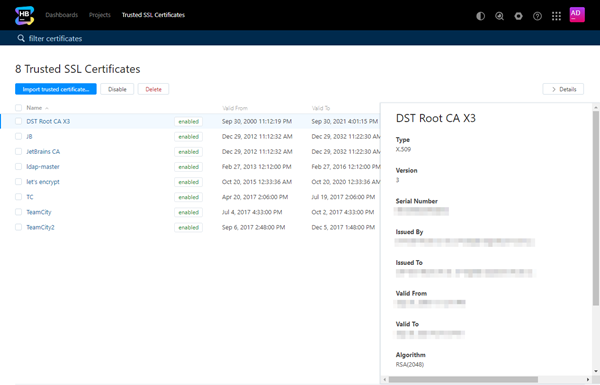 HB
Dashboards Projects Trusted SSL Certificates
AD
filter certificates
8 Trusted SSL Certificates
Import trusted certificate... Disable Delete Details
Name Valid From Valid To
DST Root CA X3 enabled Sep 30, 2000 11:12:19 PM Sep 30, 2021 4:01:15 PM
JB enabled Dec 29, 2012 11:12:32 AM Dec 29, 2032 11:22:30 AM
JetBrains CA enabled Dec 29, 2012 11:12:32 AM Dec 29, 2032 11:22:30 AM
ldap-master enabled Feb 27, 2013 12:12:00 PM Feb 27, 2016 12:12:00 PM
let's encrypt enabled Oct 20, 2015 12:33:36 AM Oct 20, 2020 12:33:36 AM
TC enabled Apr 20, 2017 2:06:00 PM Jul 19, 2017 2:06:00 PM
TeamCity enabled Jul 4, 2017 4:33:00 PM Oct 2, 2017 4:33:00 PM
TeamCity2 enabled Sep 6, 2017 2:48:00 PM Dec 5, 2017 1:48:00 PM
DST Root CA X3
Type
X.509
Version
3
Serial Number
Issued By
Issued To
Valid From
Valid To
Algorithm
RSA(2048)